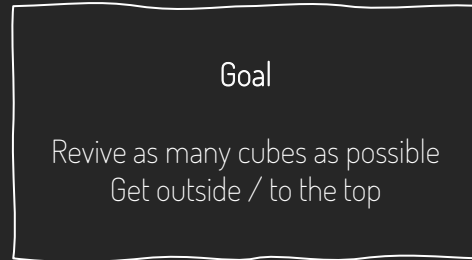 Goal
Revive as many cubes as possible
Get outside / to the top